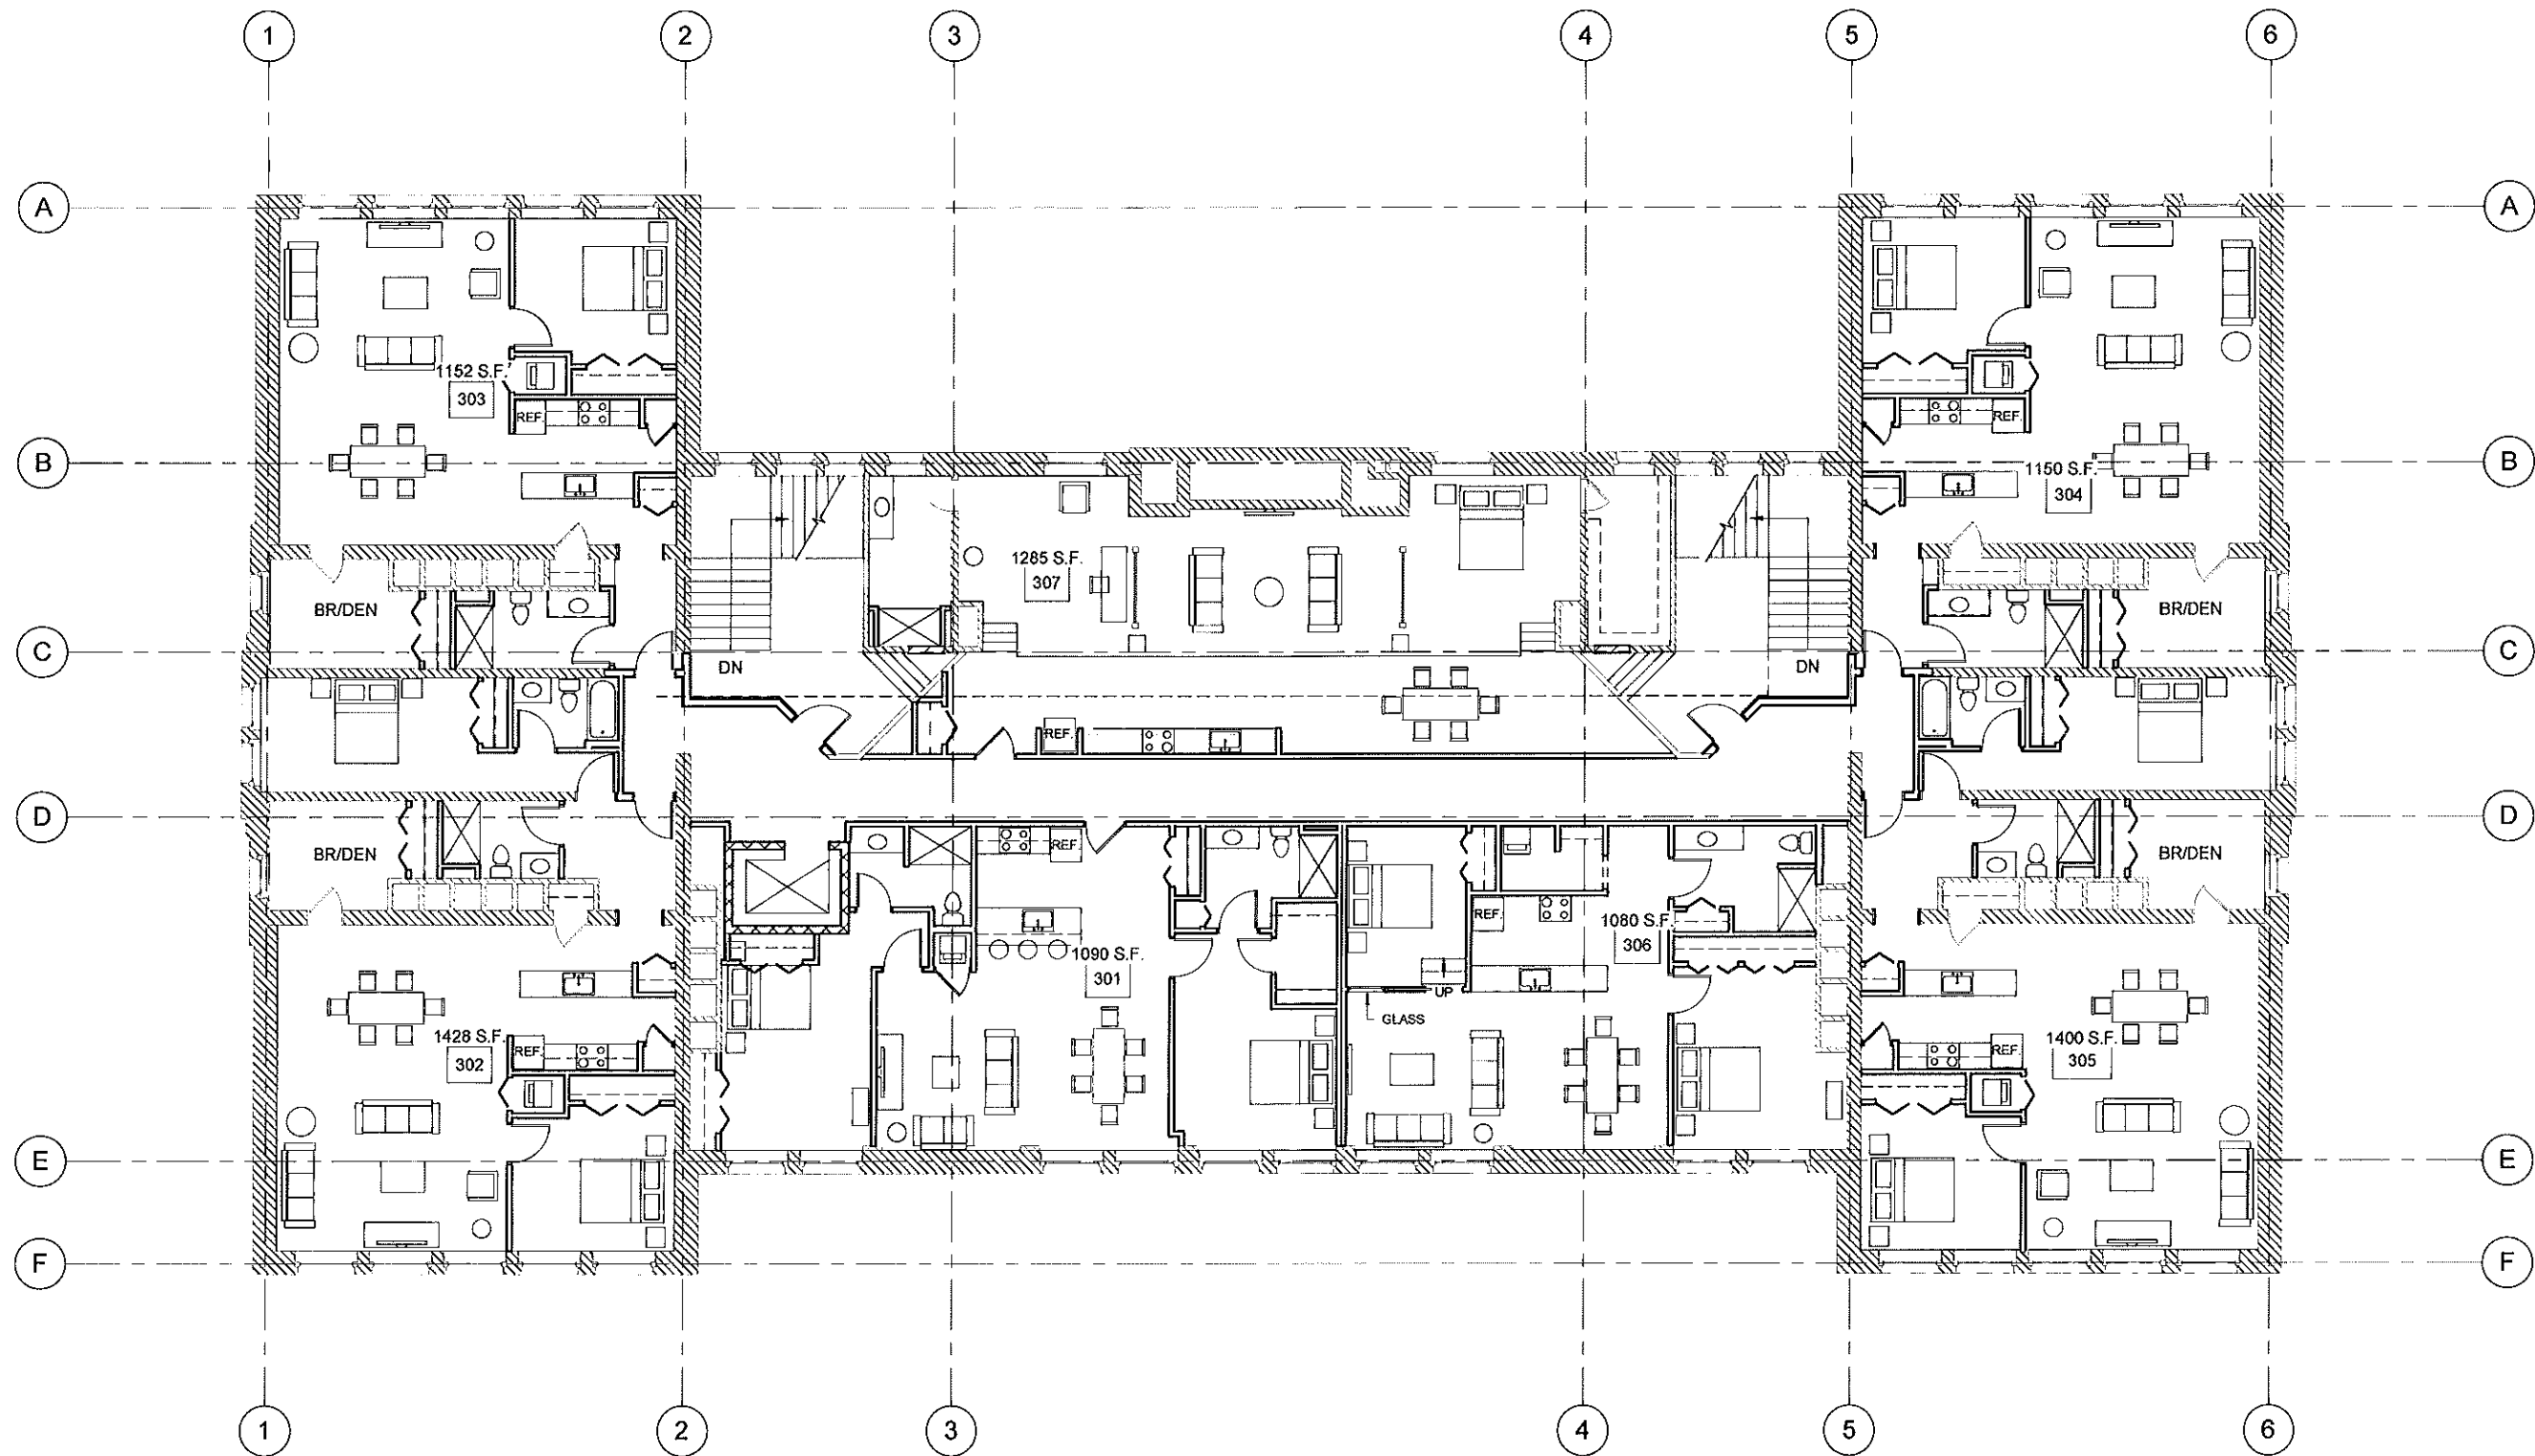 1
2
3
4
5
6
A
A
1152 S.F.
303
REF.
REF.
B
B
1150 S.F.
304
1285 S.F.
307
BR/DEN
BR/DEN
C
C
DN
DN
REF.
D
D
BR/DEN
BR/DEN
REF.
REF.
1090 S.F.
301
1080 S.F.
306
UP
GLASS
1428 S.F.
302
REF.
1400 S.F.
305
REF.
E
E
F
F
1
2
3
4
5
6